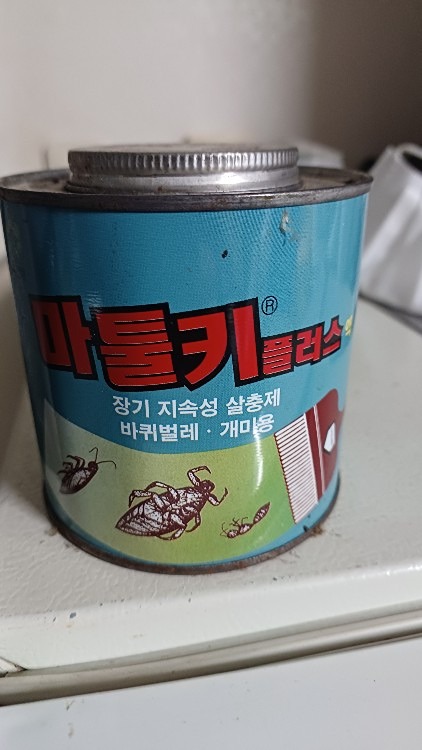 마툴키® 플러스
장기 지속성 살충제
바퀴벌레 · 개미용